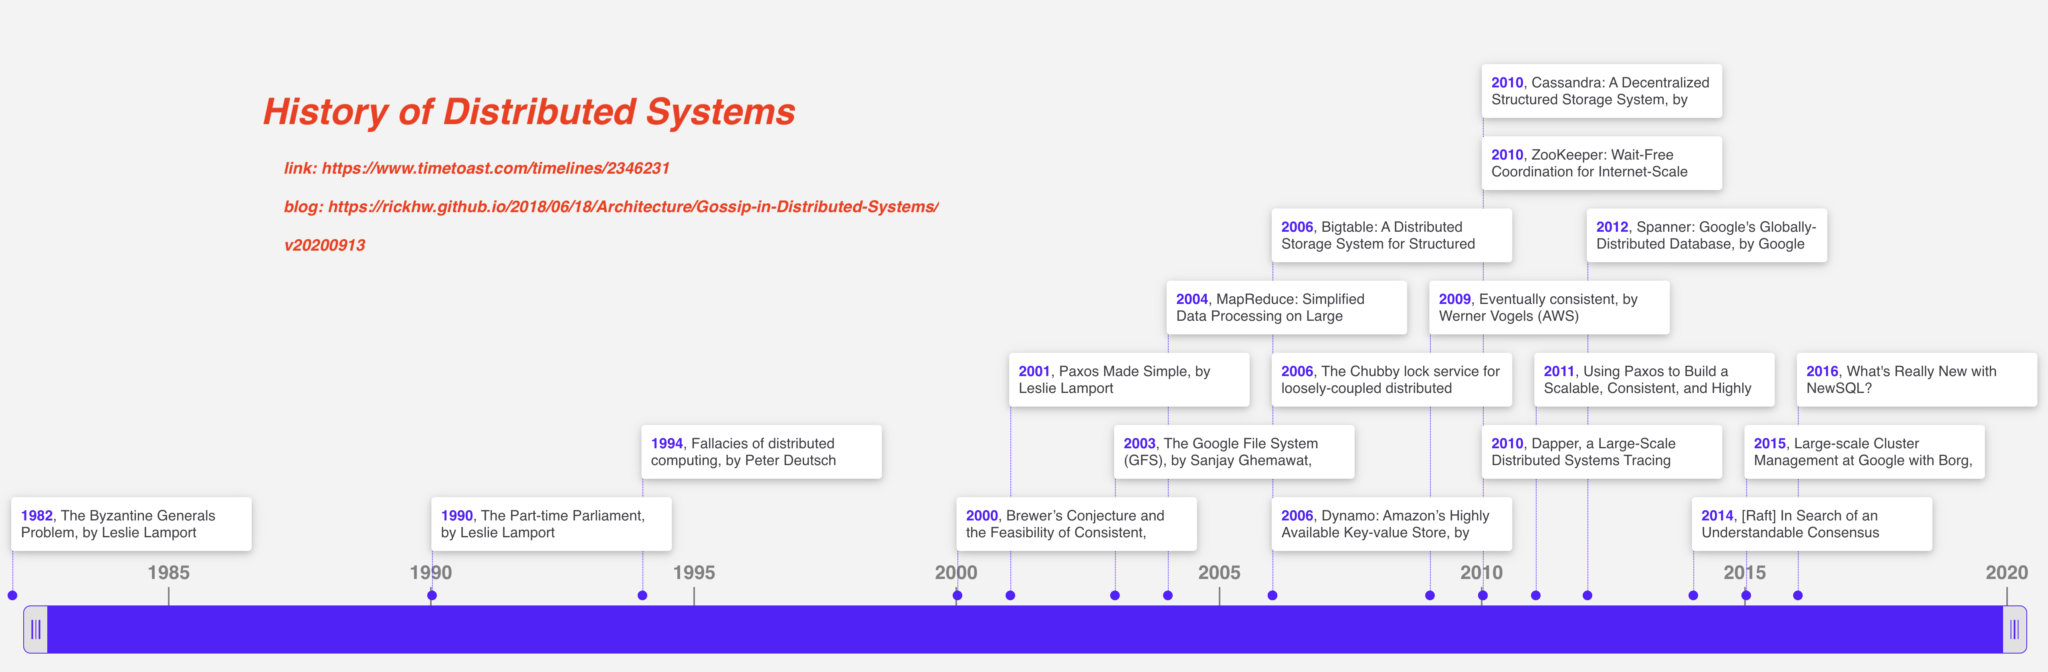 History of Distributed Systems
link: https://www.timetoast.com/timelines/2346231
blog: https://rickhw.github.io/2018/06/18/Architecture/Gossip-in-Distributed-Systems/
v20200913
2010, Cassandra: A Decentralized
Structured Storage System, by
2010, ZooKeeper: Wait-Free
Coordination for Internet-Scale
2006, Bigtable: A Distributed
Storage System for Structured
2012, Spanner: Google's Globally-
Distributed Database, by Google
2004, MapReduce: Simplified
Data Processing on Large
2009, Eventually consistent, by
Werner Vogels (AWS)
2001, Paxos Made Simple, by
Leslie Lamport
2006, The Chubby lock service for
loosely-coupled distributed
2011, Using Paxos to Build a
Scalable, Consistent, and Highly
2016, What's Really New with
NewSQL?
1994, Fallacies of distributed
computing, by Peter Deutsch
2003, The Google File System
(GFS), by Sanjay Ghemawat,
2010, Dapper, a Large-Scale
Distributed Systems Tracing
2015, Large-scale Cluster
Management at Google with Borg,
1982, The Byzantine Generals
Problem, by Leslie Lamport
1990, The Part-time Parliament,
by Leslie Lamport
2000, Brewer’s Conjecture and
the Feasibility of Consistent,
2006, Dynamo: Amazon’s Highly
Available Key-value Store, by
2014, [Raft] In Search of an
Understandable Consensus
1985 1990 1995 2000 2005 2010 2015 2020